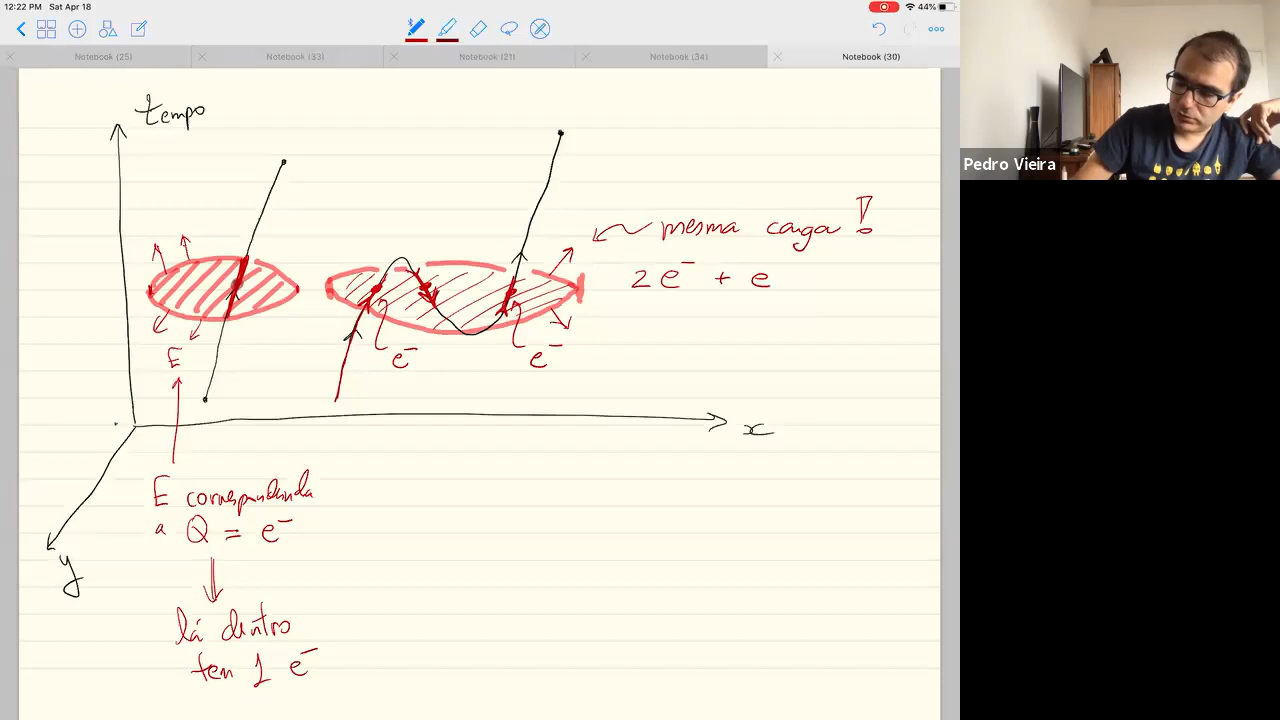 12:22 PM Sat Apr 18
44%
Notebook (25)
Notebook (33)
Notebook (21)
Notebook (34)
Notebook (30)
Pedro Vieira
tempo
mesma carga !
2e⁻ + e
E
e⁻
e⁻
x
E correspondenda
a Q = e⁻
y
lá dentro
tem 1 e⁻